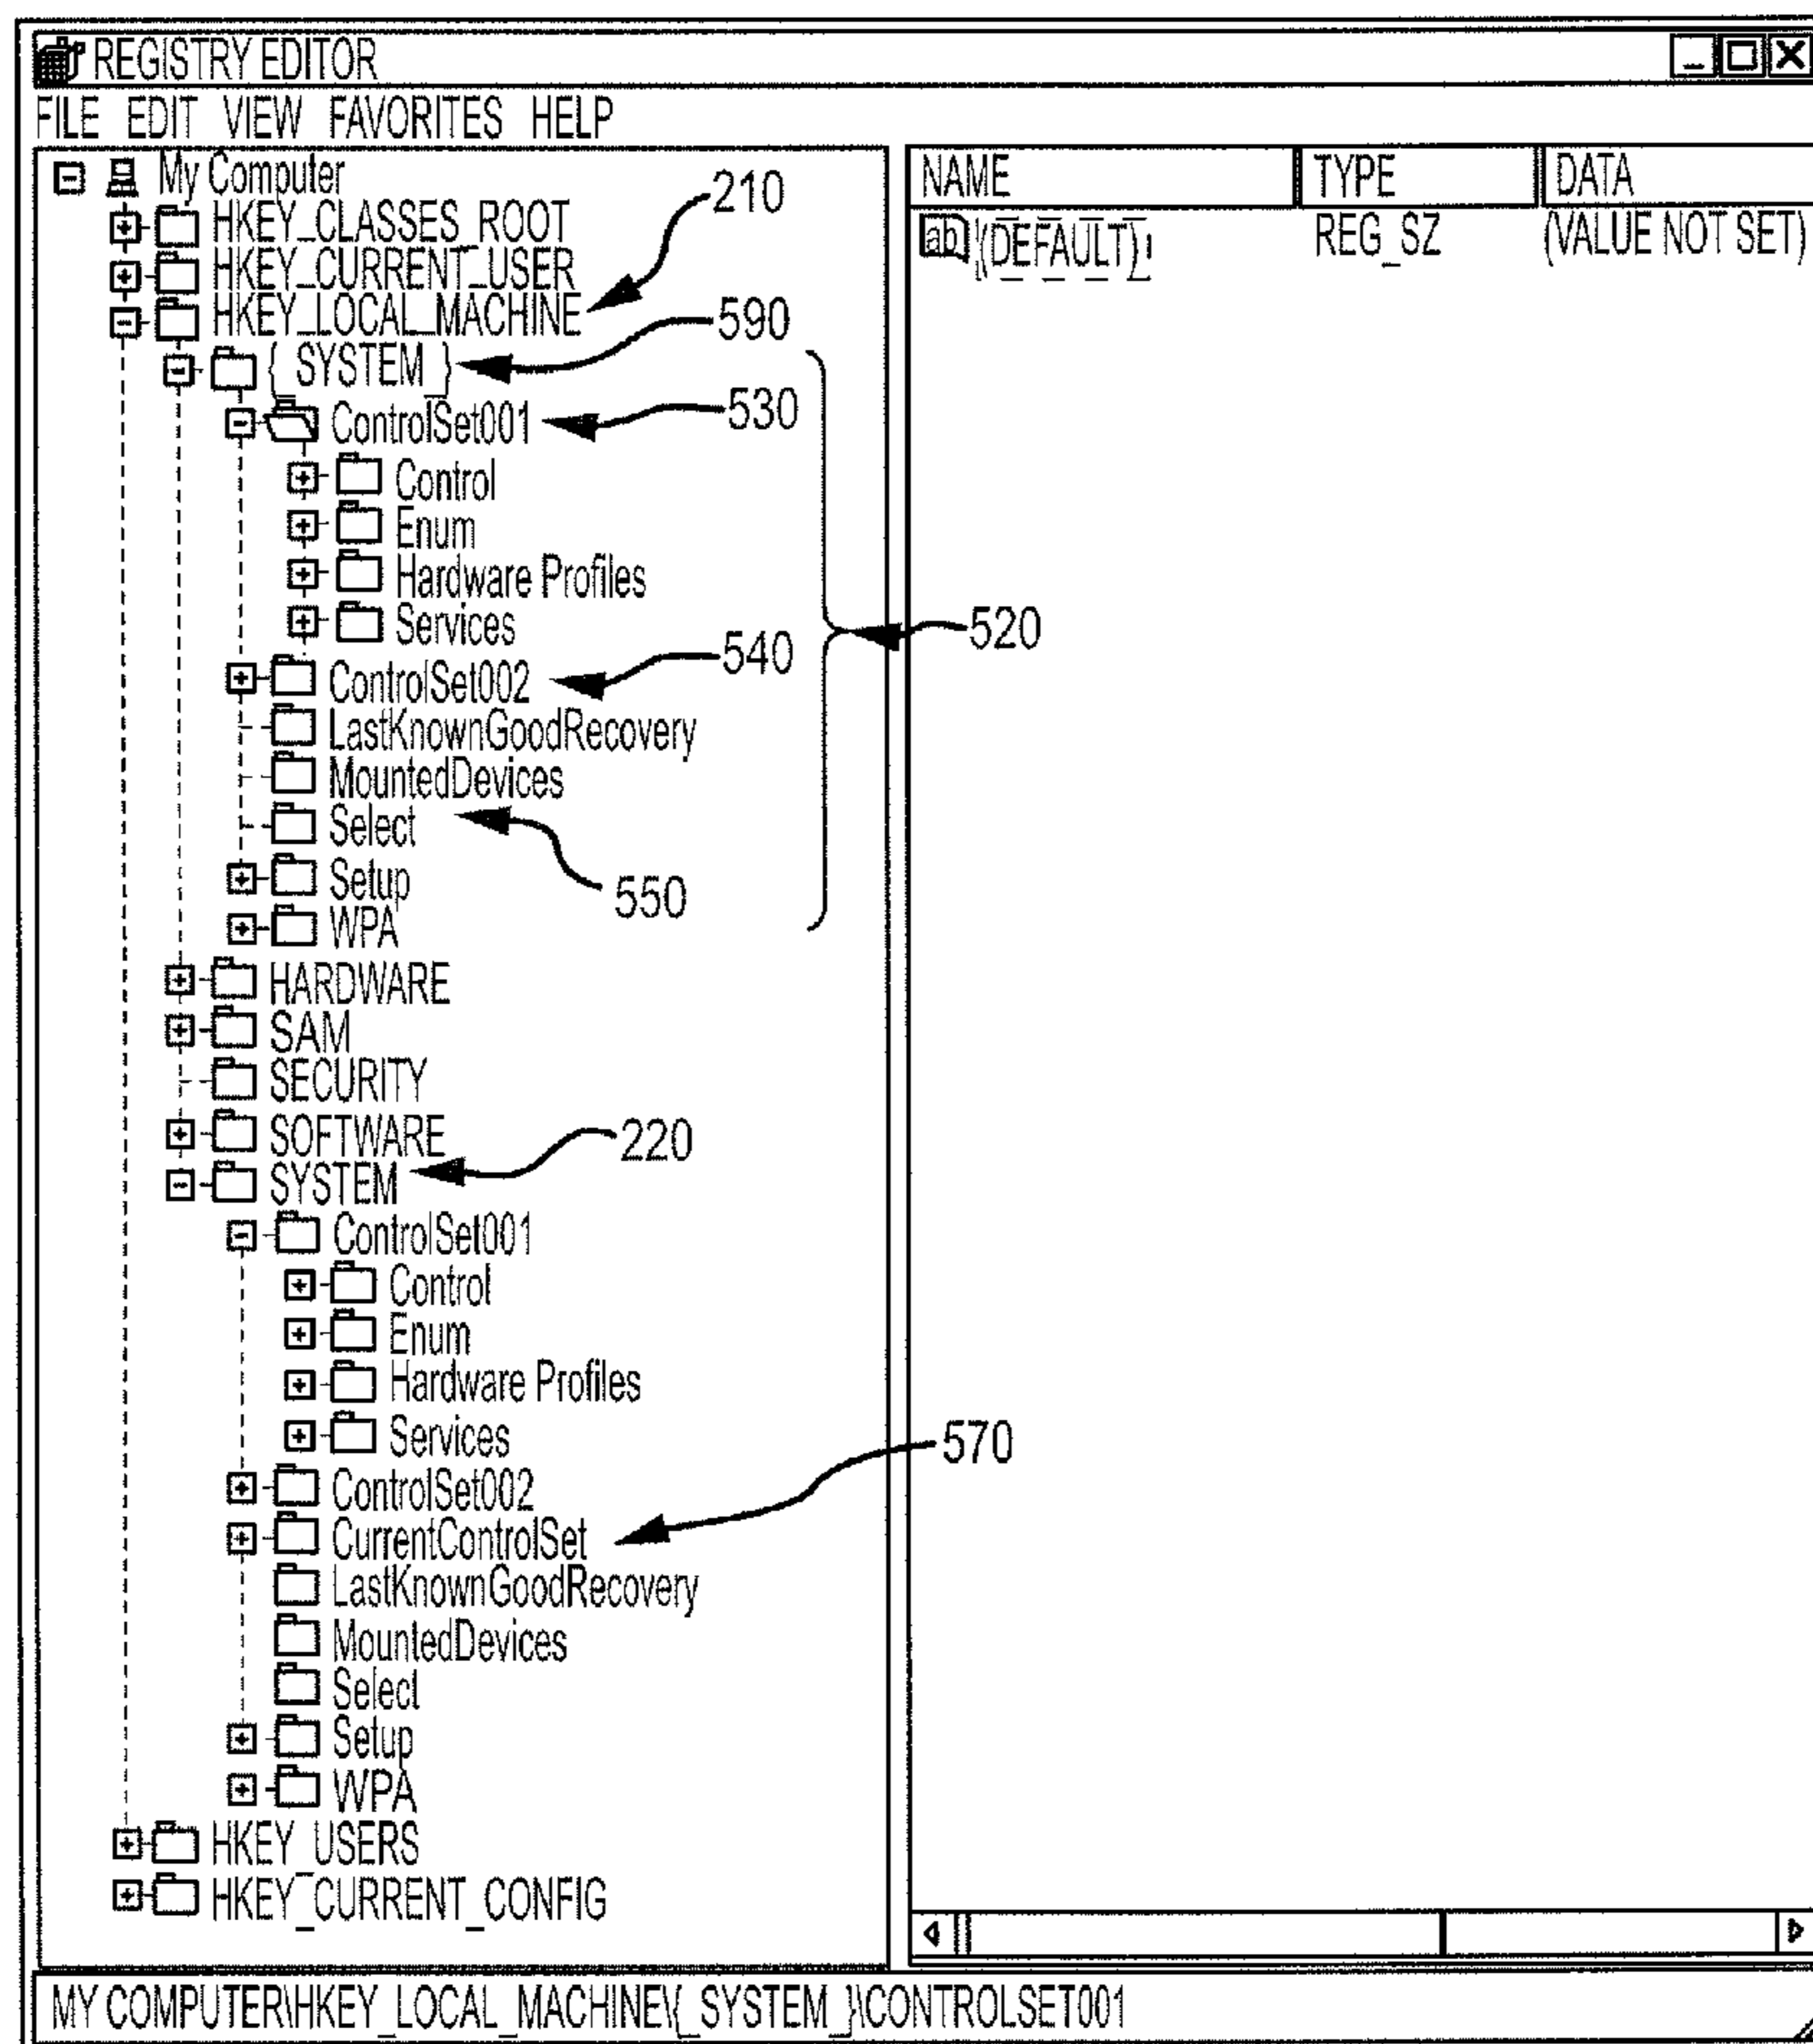 REGISTRY EDITOR
FILE EDIT VIEW FAVORITES HELP
My Computer
HKEY_CLASSES_ROOT
HKEY_CURRENT_USER
HKEY_LOCAL_MACHINE
210
{_SYSTEM_}
590
ControlSet001
530
Control
Enum
Hardware Profiles
Services
520
ControlSet002
540
LastKnownGoodRecovery
MountedDevices
Select
550
Setup
WPA
HARDWARE
SAM
SECURITY
SOFTWARE
SYSTEM
220
ControlSet001
Control
Enum
Hardware Profiles
Services
ControlSet002
CurrentControlSet
570
LastKnownGoodRecovery
MountedDevices
Select
Setup
WPA
HKEY_USERS
HKEY_CURRENT_CONFIG
NAME TYPE DATA
ab (DEFAULT) REG_SZ (VALUE NOT SET)
MY COMPUTER\HKEY_LOCAL_MACHINE\{_SYSTEM_}\CONTROLSET001